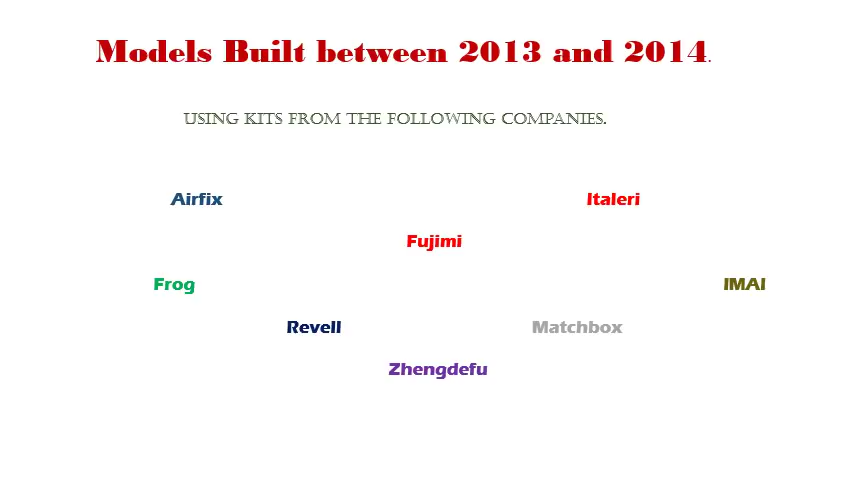 Models Built between 2013 and 2014.
USING KITS FROM THE FOLLOWING COMPANIES.
Airfix Italeri
Fujimi
Frog IMAI
Revell Matchbox
Zhengdefu